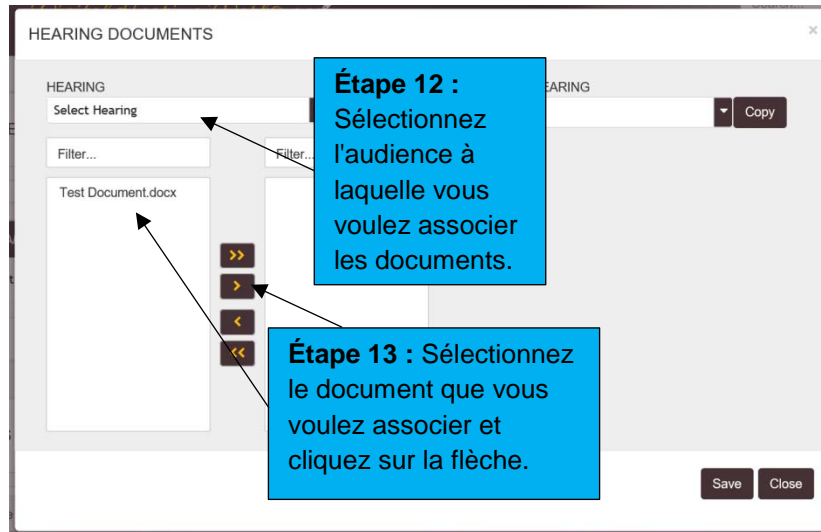 HEARING DOCUMENTS
×
HEARING
EARING
Select Hearing
Copy
Filter...
Filter...
Test Document.docx
>>
>
<
<<
Étape 12 :
Sélectionnez
l'audience à
laquelle vous
voulez associer
les documents.
Étape 13 : Sélectionnez
le document que vous
voulez associer et
cliquez sur la flèche.
Save
Close